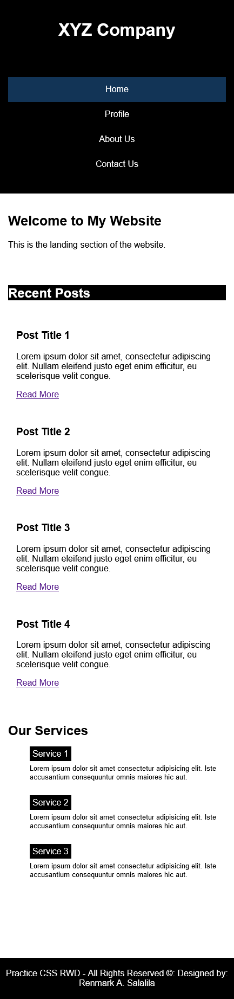 XYZ Company
Home
Profile
About Us
Contact Us
Welcome to My Website
This is the landing section of the website.
Recent Posts
Post Title 1
Lorem ipsum dolor sit amet, consectetur adipiscing
elit. Nullam eleifend justo eget enim efficitur, eu
scelerisque velit congue.
Read More
Post Title 2
Lorem ipsum dolor sit amet, consectetur adipiscing
elit. Nullam eleifend justo eget enim efficitur, eu
scelerisque velit congue.
Read More
Post Title 3
Lorem ipsum dolor sit amet, consectetur adipiscing
elit. Nullam eleifend justo eget enim efficitur, eu
scelerisque velit congue.
Read More
Post Title 4
Lorem ipsum dolor sit amet, consectetur adipiscing
elit. Nullam eleifend justo eget enim efficitur, eu
scelerisque velit congue.
Read More
Our Services
Service 1
Lorem ipsum dolor sit amet consectetur adipisicing elit. Iste
accusantium consequuntur omnis maiores hic aut.
Service 2
Lorem ipsum dolor sit amet consectetur adipisicing elit. Iste
accusantium consequuntur omnis maiores hic aut.
Service 3
Lorem ipsum dolor sit amet consectetur adipisicing elit. Iste
accusantium consequuntur omnis maiores hic aut.
Practice CSS RWD - All Rights Reserved ©: Designed by:
Renmark A. Salalila